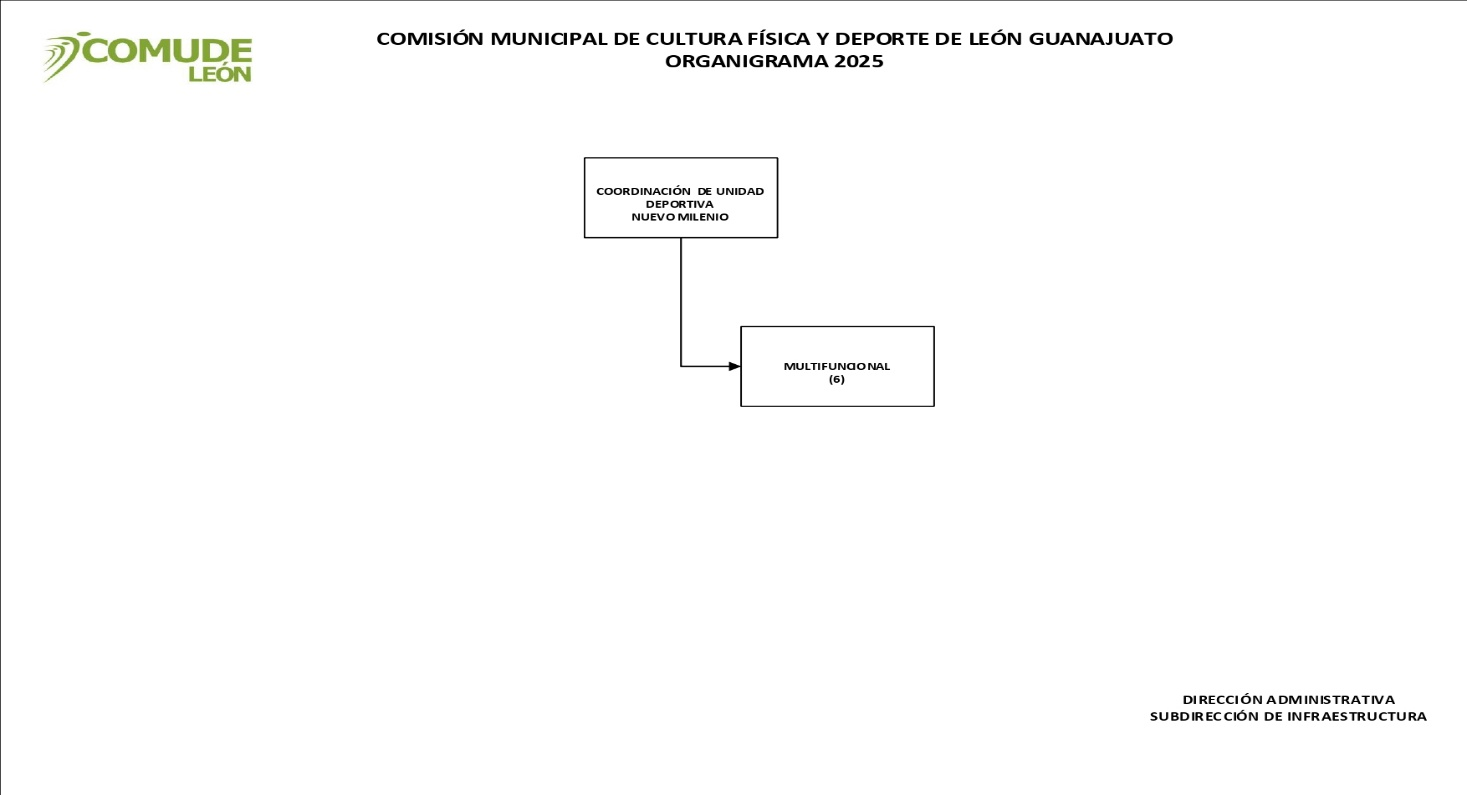 COMUDE
LEÓN
COMISIÓN MUNICIPAL DE CULTURA FÍSICA Y DEPORTE DE LEÓN GUANAJUATO
ORGANIGRAMA 2025
COORDINACIÓN DE UNIDAD
DEPORTIVA
NUEVO MILENIO
MULTIFUNCIONAL
(6)
DIRECCIÓN ADMINISTRATIVA
SUBDIRECCIÓN DE INFRAESTRUCTURA